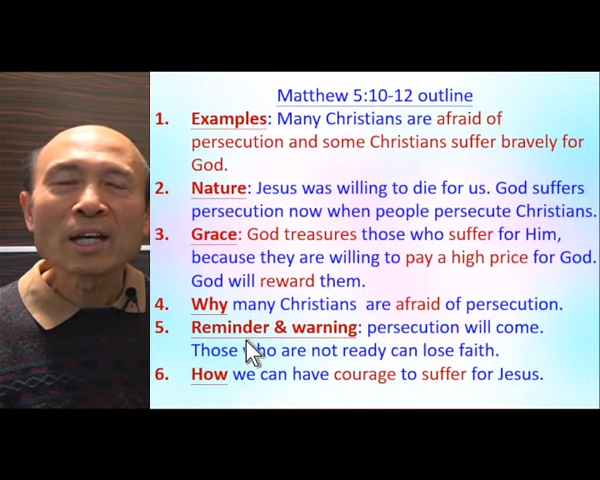 Matthew 5:10-12 outline
1. Examples: Many Christians are afraid of
persecution and some Christians suffer bravely for
God.
2. Nature: Jesus was willing to die for us. God suffers
persecution now when people persecute Christians.
3. Grace: God treasures those who suffer for Him,
because they are willing to pay a high price for God.
God will reward them.
4. Why many Christians are afraid of persecution.
5. Reminder & warning: persecution will come.
Those who are not ready can lose faith.
6. How we can have courage to suffer for Jesus.